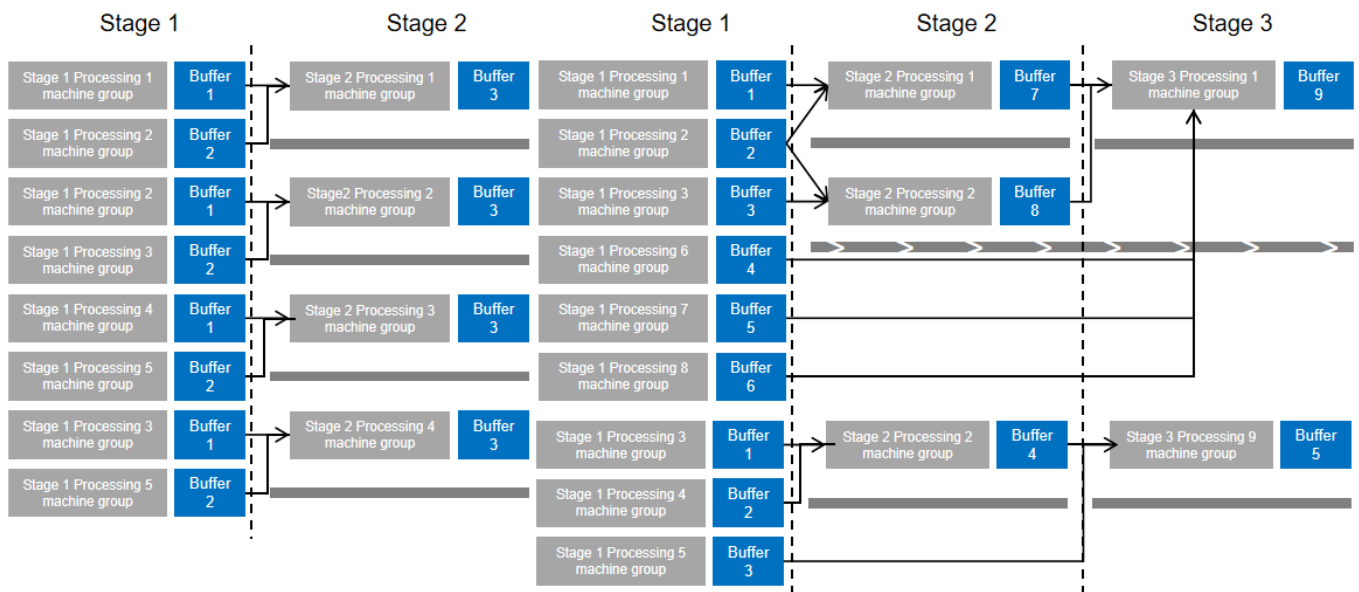 Stage 1
Stage 2
Stage 1
Stage 2
Stage 3
Stage 1 Processing 1
machine group
Buffer
1
Stage 2 Processing 1
machine group
Buffer
3
Stage 1 Processing 2
machine group
Buffer
2
Stage 1 Processing 2
machine group
Buffer
1
Stage2 Processing 2
machine group
Buffer
3
Stage 1 Processing 3
machine group
Buffer
2
Stage 1 Processing 4
machine group
Buffer
1
Stage 2 Processing 3
machine group
Buffer
3
Stage 1 Processing 5
machine group
Buffer
2
Stage 1 Processing 3
machine group
Buffer
1
Stage 2 Processing 4
machine group
Buffer
3
Stage 1 Processing 5
machine group
Buffer
2
Stage 1 Processing 1
machine group
Buffer
1
Stage 2 Processing 1
machine group
Buffer
7
Stage 3 Processing 1
machine group
Buffer
9
Stage 1 Processing 2
machine group
Buffer
2
Stage 1 Processing 3
machine group
Buffer
3
Stage 2 Processing 2
machine group
Buffer
8
Stage 1 Processing 6
machine group
Buffer
4
Stage 1 Processing 7
machine group
Buffer
5
Stage 1 Processing 8
machine group
Buffer
6
Stage 1 Processing 3
machine group
Buffer
1
Stage 2 Processing 2
machine group
Buffer
4
Stage 3 Processing 9
machine group
Buffer
5
Stage 1 Processing 4
machine group
Buffer
2
Stage 1 Processing 5
machine group
Buffer
3